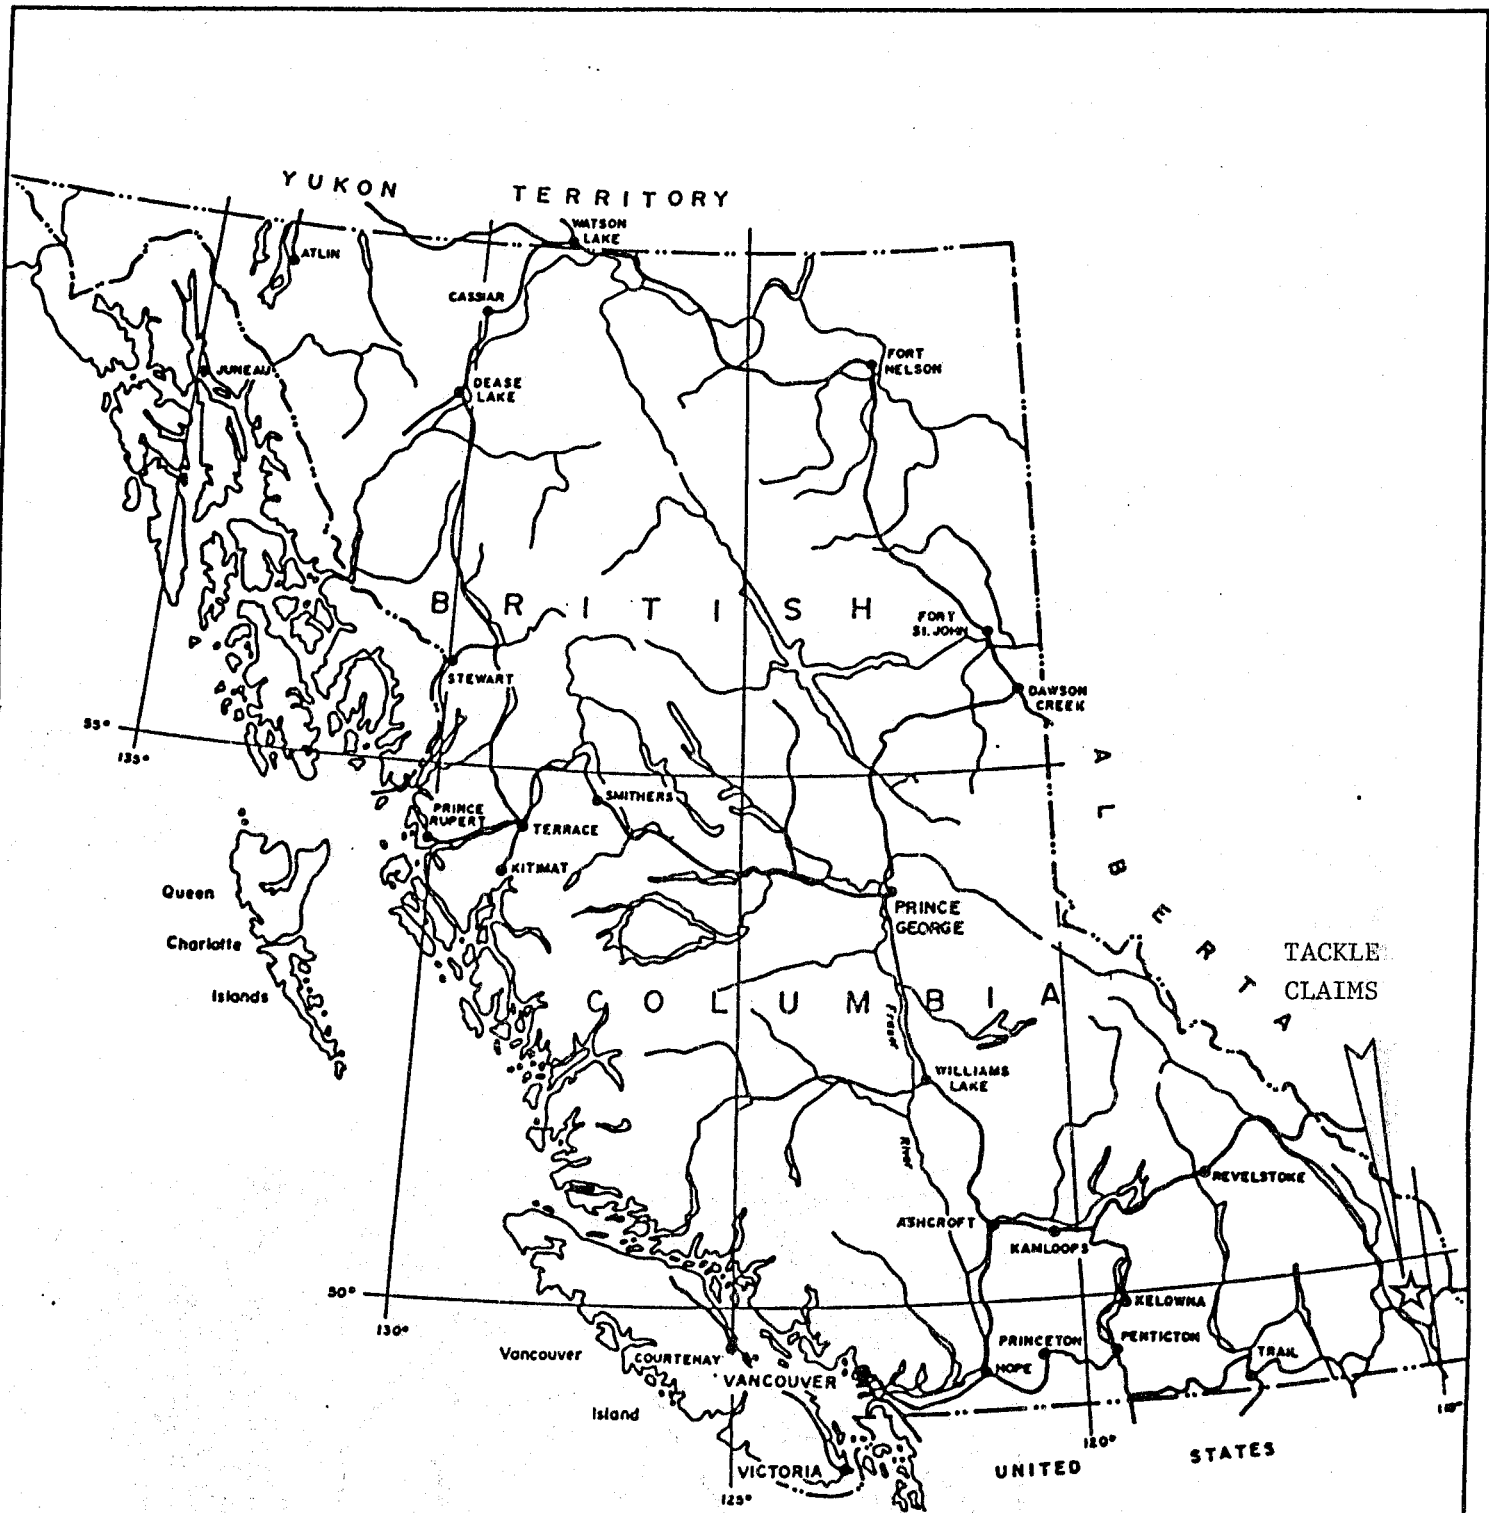 YUKON TERRITORY
WATSON
LAKE
ATLIN
CASSIAR
JUNEAU
DEASE
LAKE
FORT
NELSON
BRITISH
FORT
ST. JOHN
STEWART
DAWSON
CREEK
55°
135°
ALBERTA
SMITHERS
PRINCE
RUPERT
TERRACE
KITIMAT
Queen
Charlotte
Islands
PRINCE
GEORGE
TACKLE
CLAIMS
COLUMBIA
Fraser
River
WILLIAMS
LAKE
REVELSTOKE
ASHCROFT
KAMLOOPS
50°
130°
KELOWNA
PRINCETON
PENTICTON
Vancouver
Island
COURTENAY
VANCOUVER
HOPE
TRAIL
VICTORIA
125°
120°
UNITED STATES